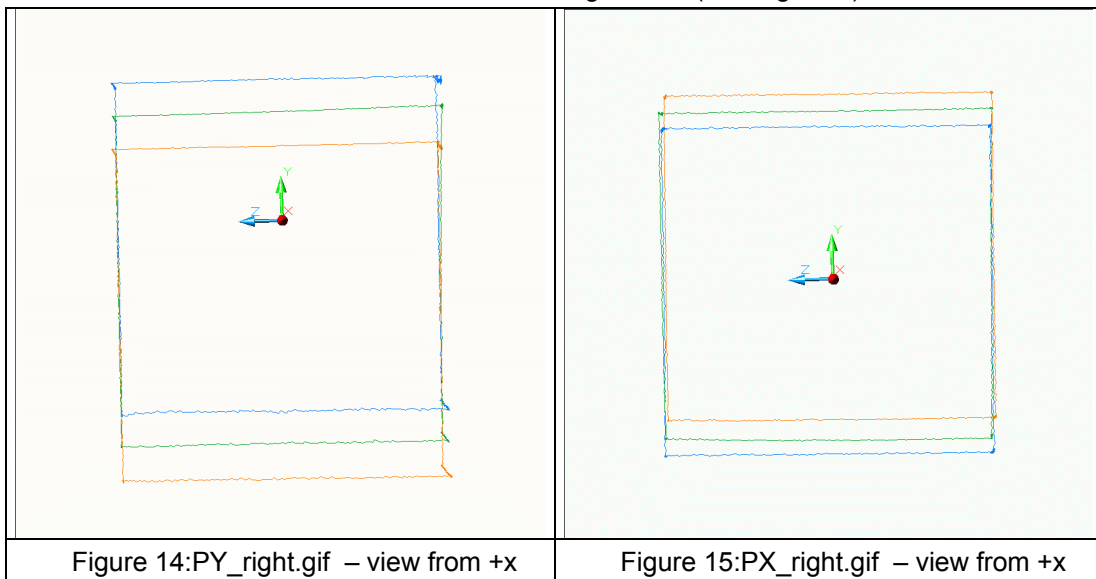 Y
Z X
Y
Z X
Figure 14:PY_right.gif – view from +x
Figure 15:PX_right.gif – view from +x